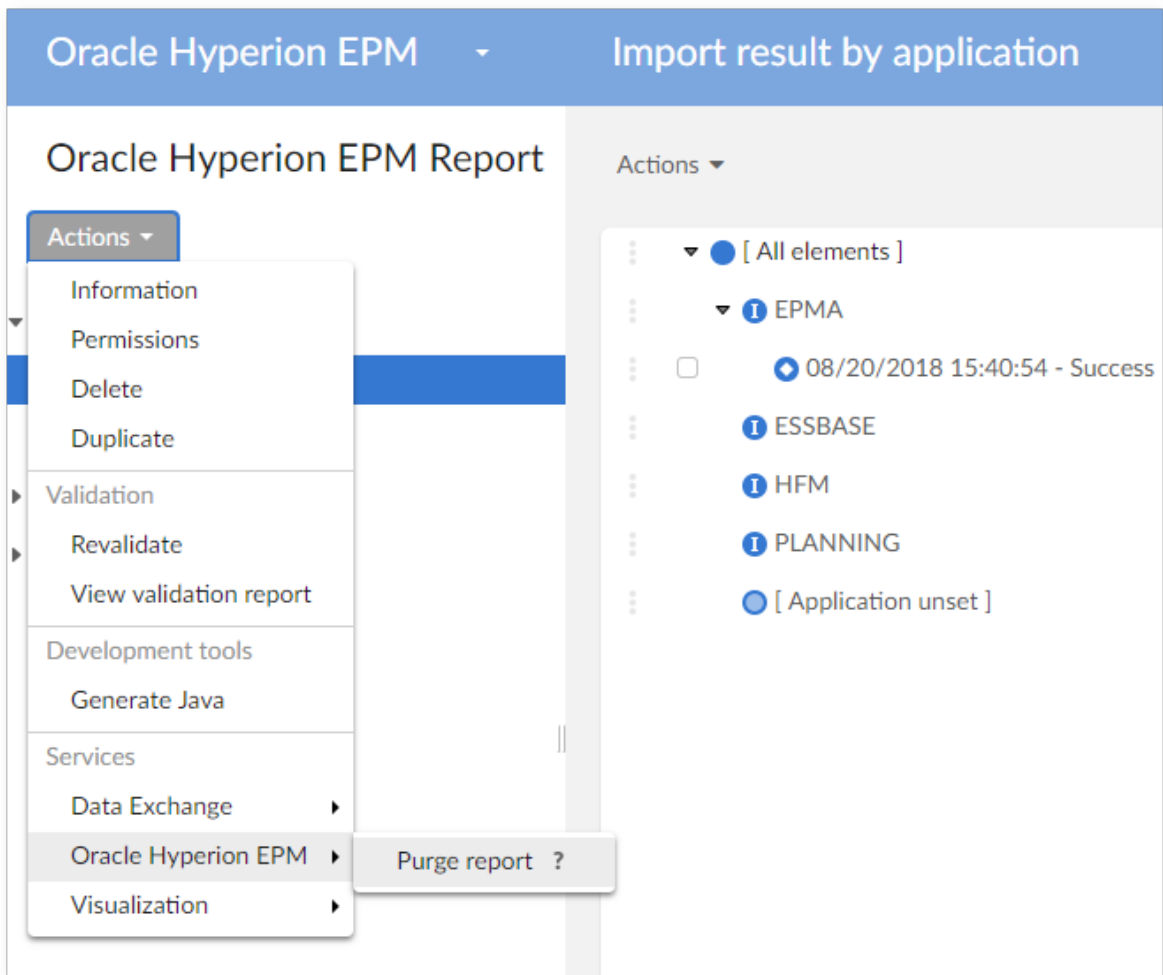 Oracle Hyperion EPM
Import result by application
Oracle Hyperion EPM Report
Actions
Information
Permissions
Delete
Duplicate
Validation
Revalidate
View validation report
Development tools
Generate Java
Services
Data Exchange
Oracle Hyperion EPM
Visualization
Purge report ?
Actions
[ All elements ]
I EPMA
08/20/2018 15:40:54 - Success
I ESSBASE
I HFM
I PLANNING
[ Application unset ]